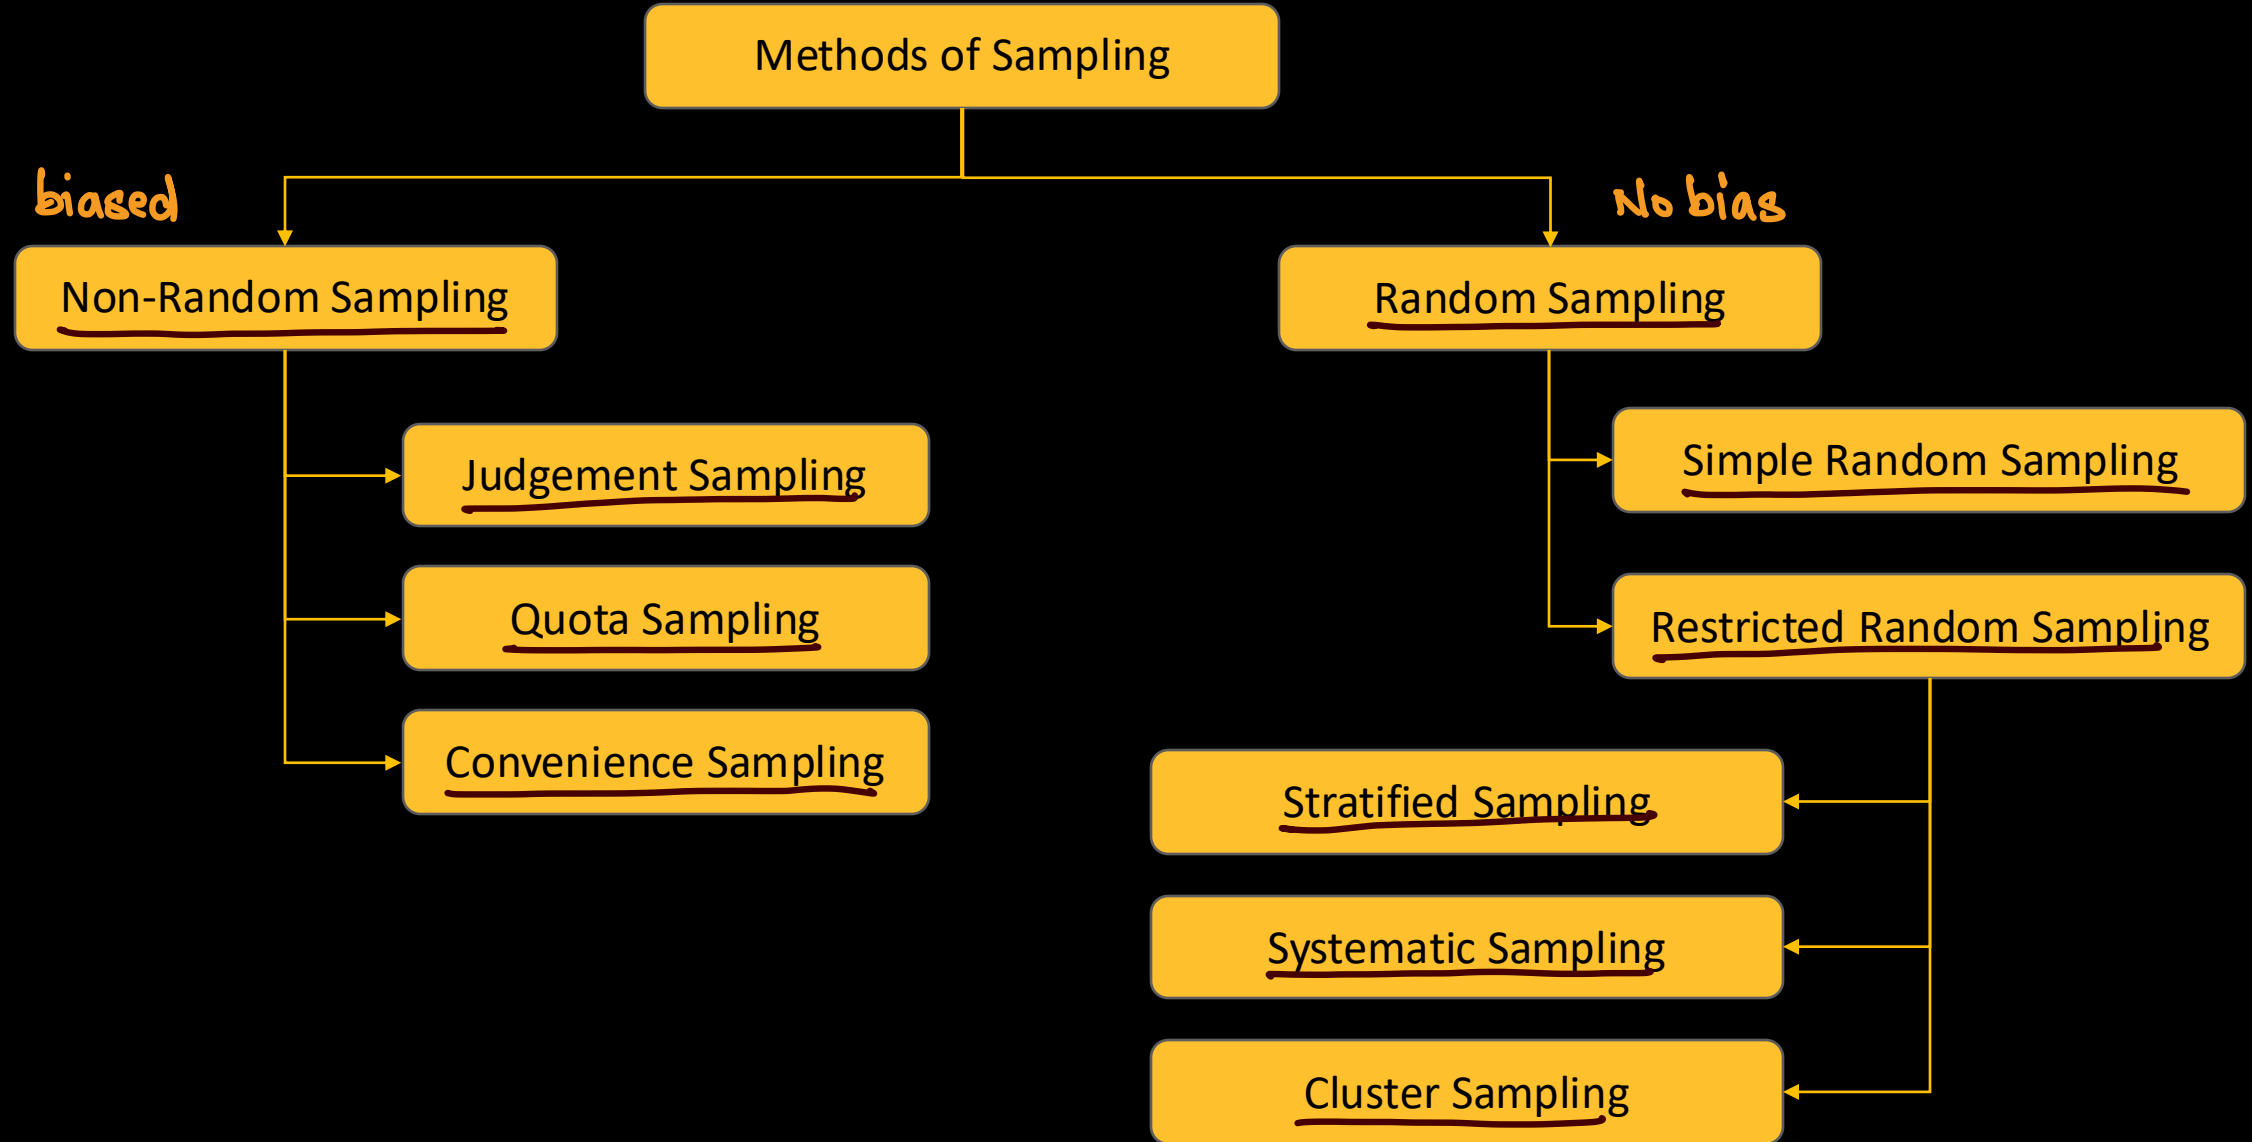 Methods of Sampling
biased
No bias
Non-Random Sampling
Random Sampling
Judgement Sampling
Quota Sampling
Convenience Sampling
Simple Random Sampling
Restricted Random Sampling
Stratified Sampling
Systematic Sampling
Cluster Sampling